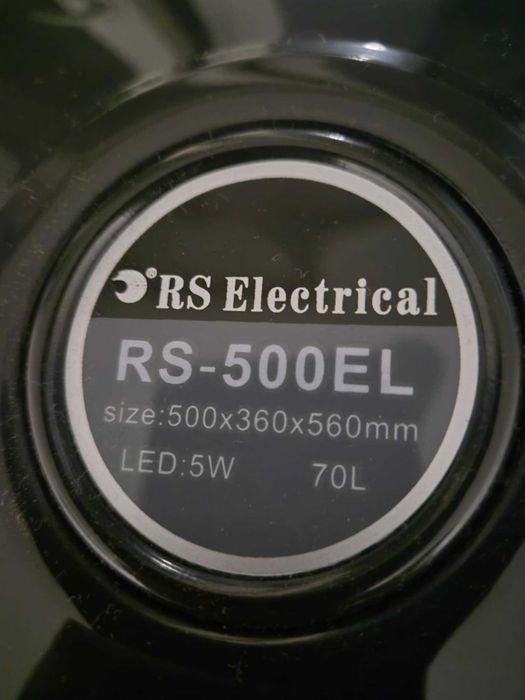 RS Electrical
RS-500EL
size:500x360x560mm
LED:5W 70L